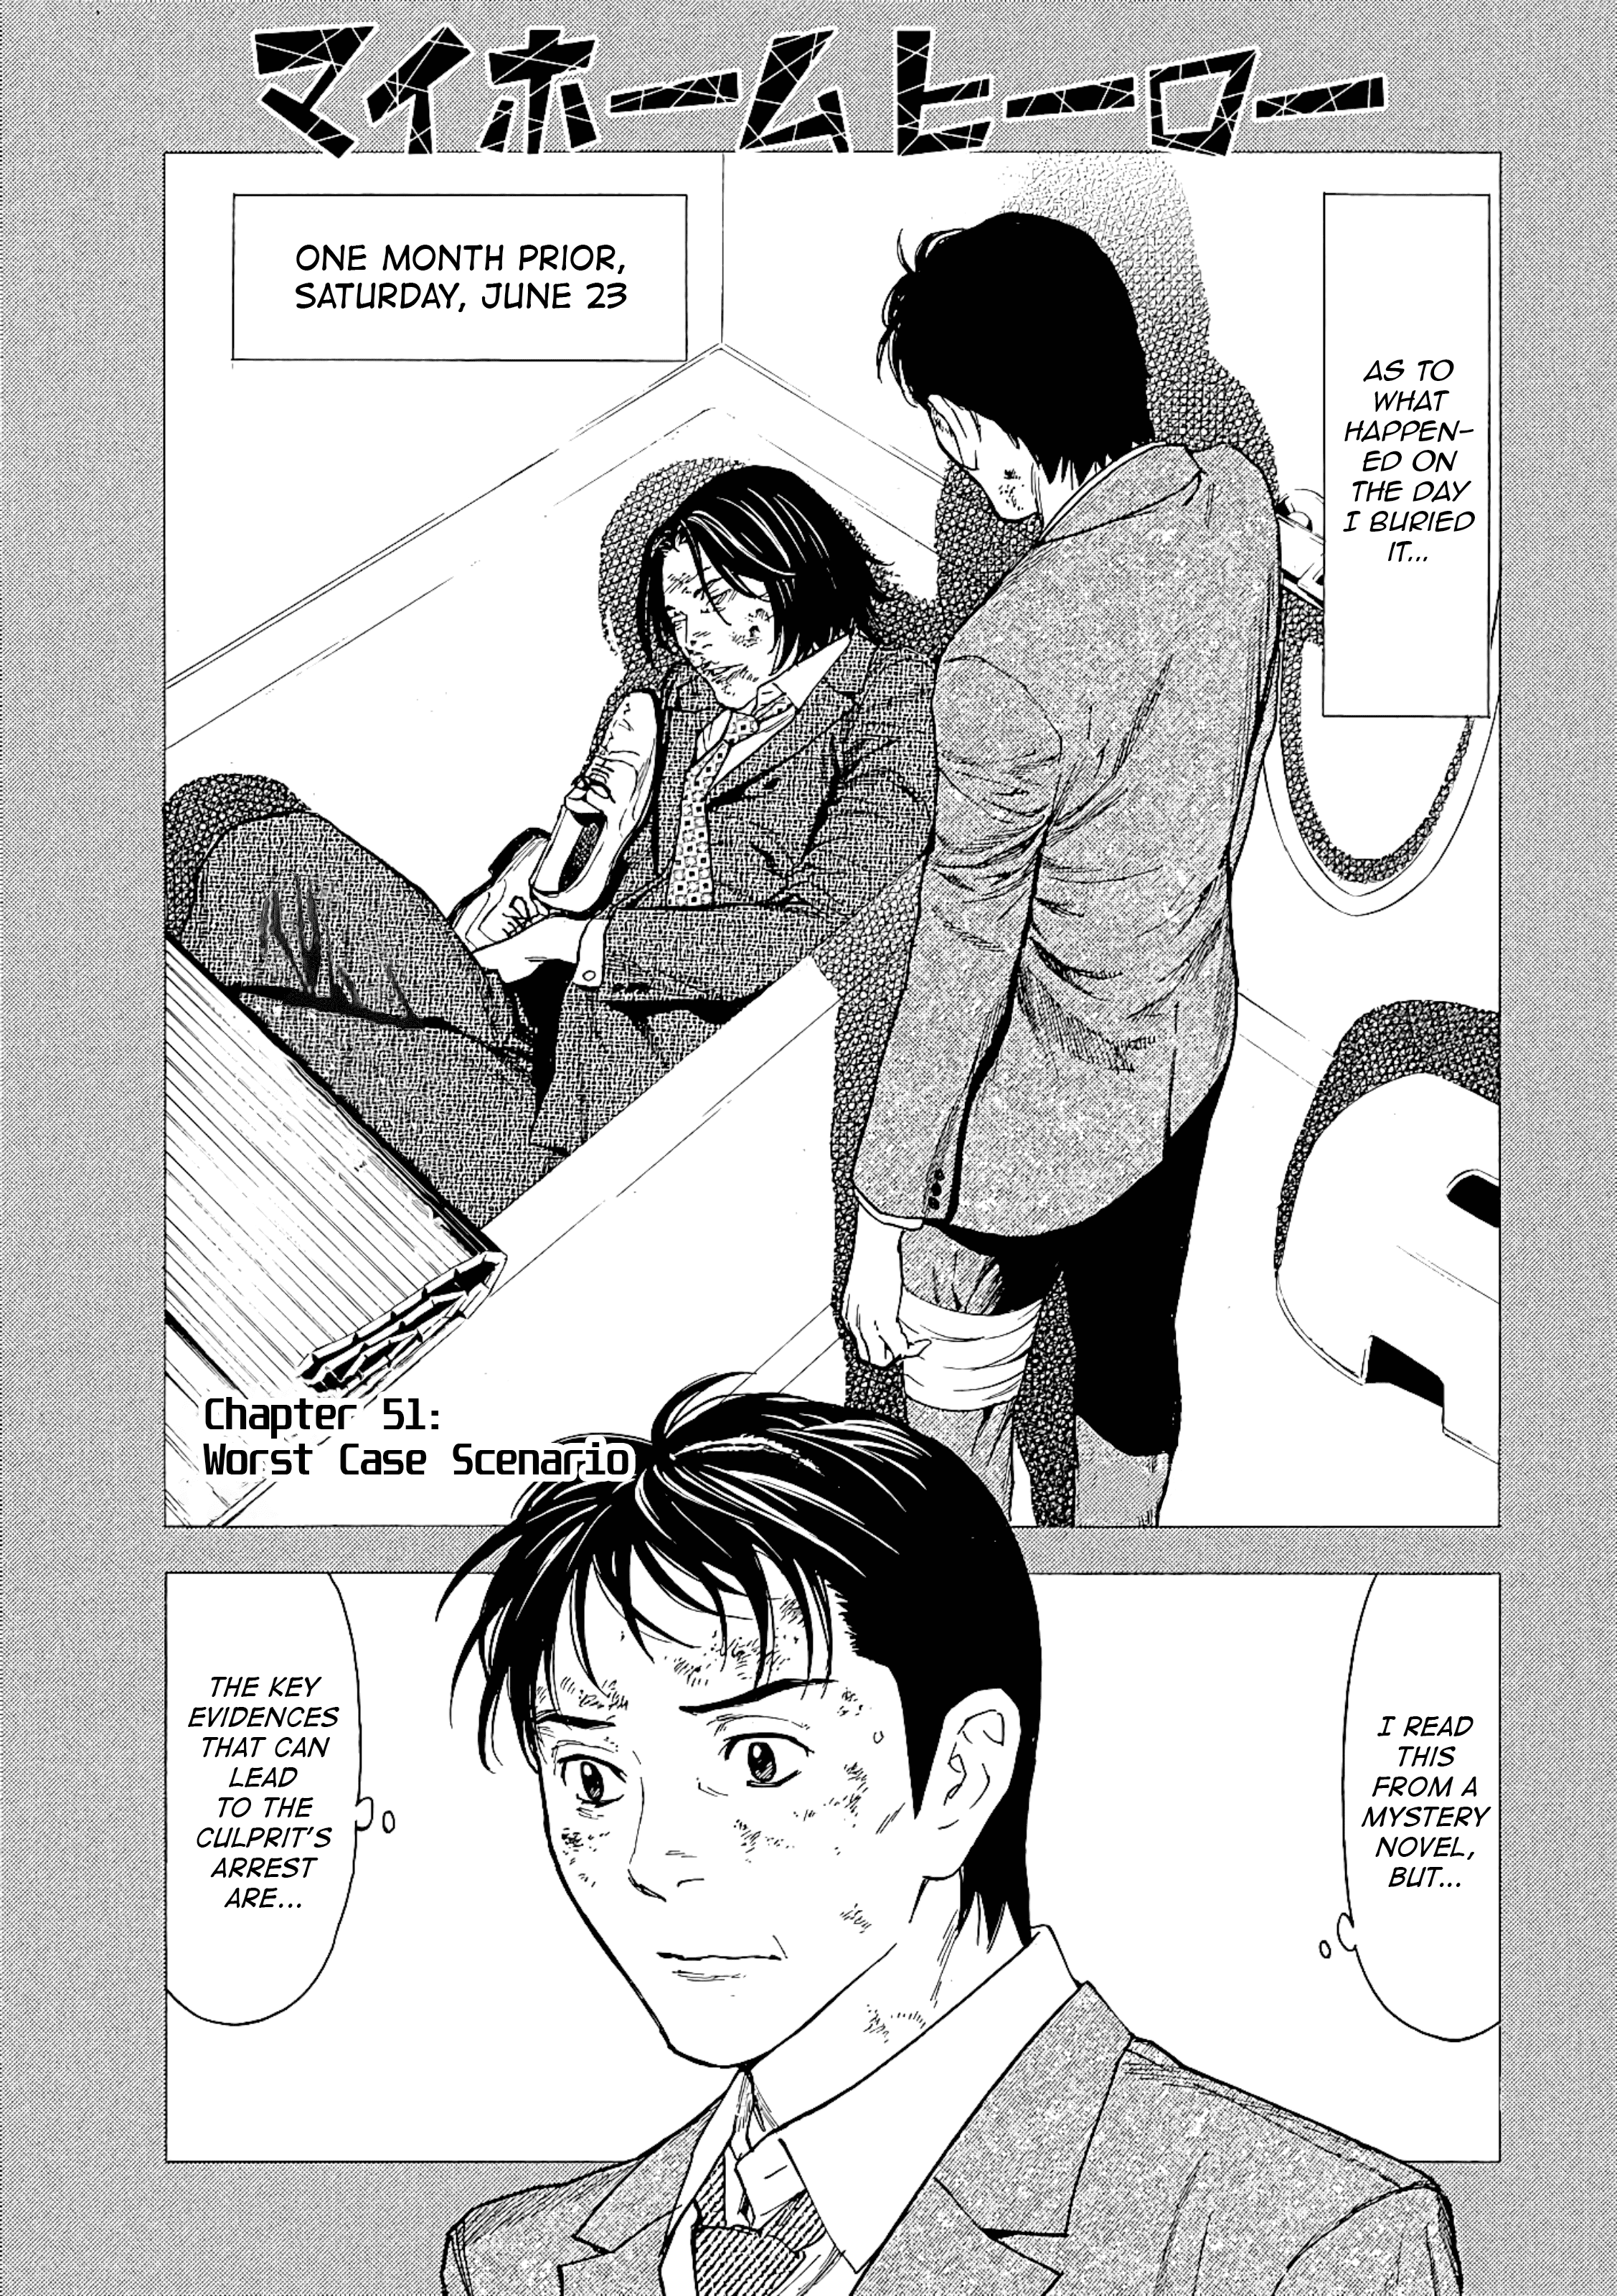 マイホームヒーロー
AS TO
WHAT
HAPPEN-
ED ON
THE DAY
I BURIED
IT...
ONE MONTH PRIOR,
SATURDAY, JUNE 23
Chapter 51:
Worst Case Scenario
I READ
THIS
FROM A
MYSTERY
NOVEL,
BUT...
THE KEY
EVIDENCES
THAT CAN
LEAD
TO THE
CULPRIT'S
ARREST
ARE...